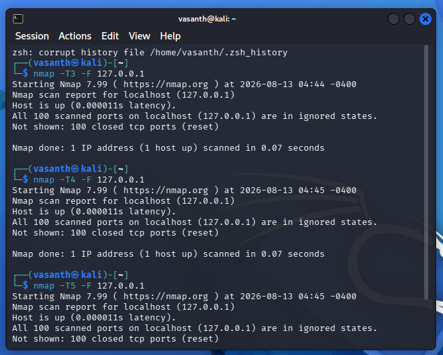 vasanth@kali: ~
Session Actions Edit View Help
zsh: corrupt history file /home/vasanth/.zsh_history
┌──(vasanth㉿kali)-[~]
└─$ nmap -T3 -F 127.0.0.1
Starting Nmap 7.99 ( https://nmap.org ) at 2026-08-13 04:44 -0400
Nmap scan report for localhost (127.0.0.1)
Host is up (0.000011s latency).
All 100 scanned ports on localhost (127.0.0.1) are in ignored states.
Not shown: 100 closed tcp ports (reset)
Nmap done: 1 IP address (1 host up) scanned in 0.07 seconds
┌──(vasanth㉿kali)-[~]
└─$ nmap -T4 -F 127.0.0.1
Starting Nmap 7.99 ( https://nmap.org ) at 2026-08-13 04:45 -0400
Nmap scan report for localhost (127.0.0.1)
Host is up (0.000011s latency).
All 100 scanned ports on localhost (127.0.0.1) are in ignored states.
Not shown: 100 closed tcp ports (reset)
Nmap done: 1 IP address (1 host up) scanned in 0.07 seconds
┌──(vasanth㉿kali)-[~]
└─$ nmap -T5 -F 127.0.0.1
Starting Nmap 7.99 ( https://nmap.org ) at 2026-08-13 04:45 -0400
Nmap scan report for localhost (127.0.0.1)
Host is up (0.000011s latency).
All 100 scanned ports on localhost (127.0.0.1) are in ignored states.
Not shown: 100 closed tcp ports (reset)